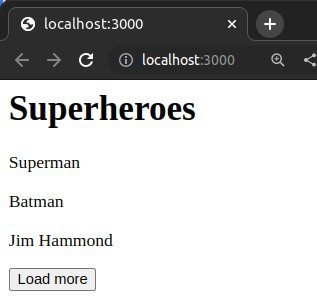 localhost:3000
localhost:3000
Superheroes
Superman
Batman
Jim Hammond
Load more